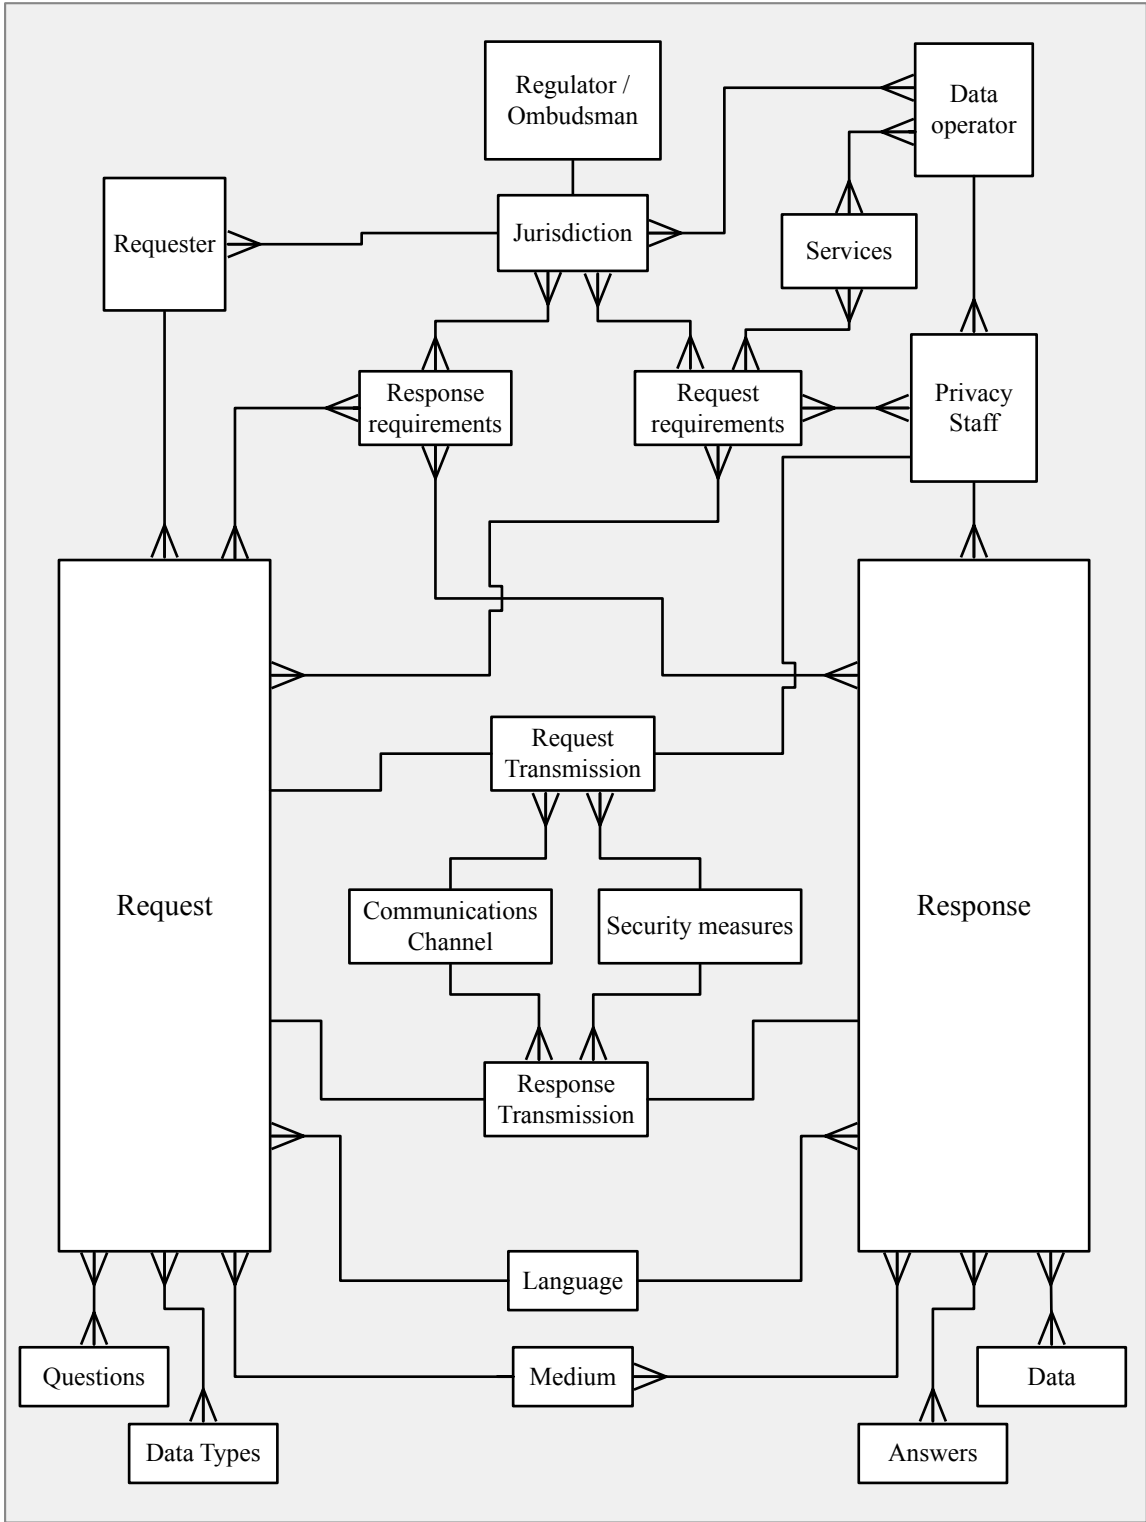 Regulator /
Ombudsman
Data
operator
Requester
Jurisdiction
Services
Response
requirements
Request
requirements
Privacy
Staff
Request
Transmission
Request
Communications
Channel
Security measures
Response
Response
Transmission
Language
Questions
Medium
Data
Data Types
Answers